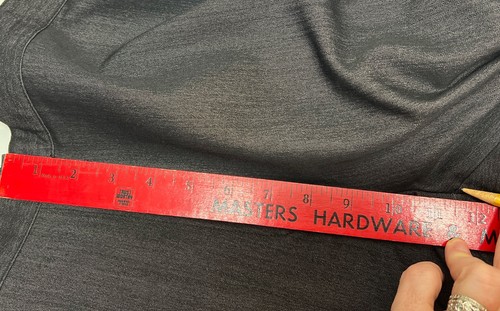 1 2 3 4 5 6 7 8 9 10 11 12
MASTERS HARDWARE &